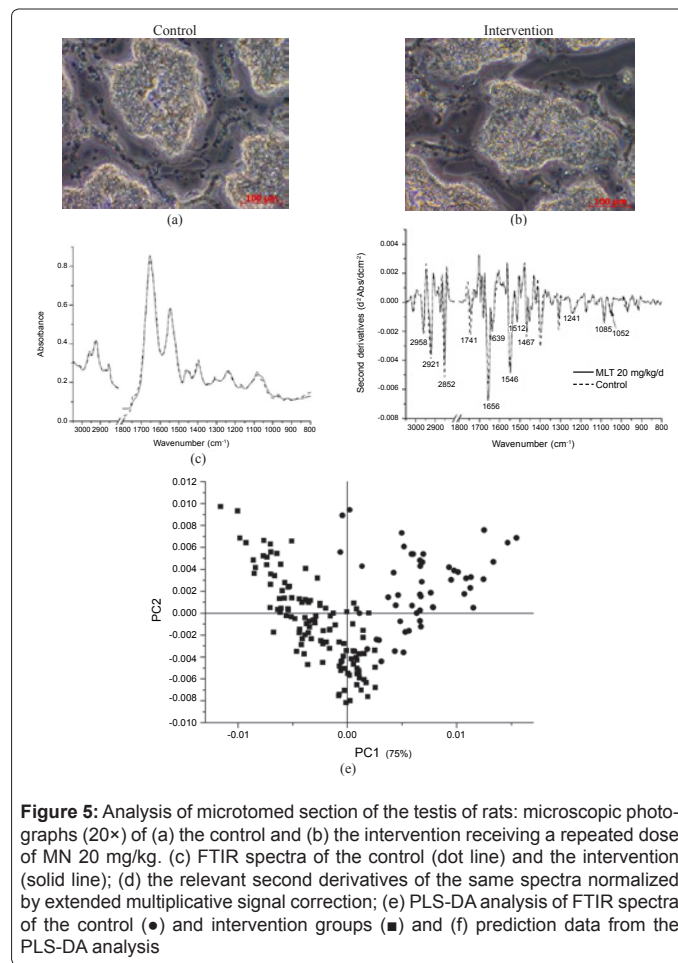 Control
Intervention
100 µm
100 µm
(a)
(b)
Absorbance
0.8
0.6
0.4
0.2
0.0
3000 2900 1800 1700 1600 1500 1400 1300 1200 1100 1000 900 800
Wavenumber (cm-1)
(c)
Second derivatives (d²Abs/dcm-2)
0.004
0.002
0.000
-0.002
-0.004
-0.006
-0.008
2958
2921
2852
1741
1656
1639
1546
1512
1467
1241
1085
1052
MLT 20 mg/kg/d
Control
3000 2900 1800 1700 1600 1500 1400 1300 1200 1100 1000 900 800
Wavenumber (cm-1)
PC2
0.012
0.010
0.008
0.006
0.004
0.002
0.000
-0.002
-0.004
-0.006
-0.008
-0.010
-0.01 0.00 0.01
PC1 (75%)
(e)
Figure 5: Analysis of microtomed section of the testis of rats: microscopic photo-
graphs (20×) of (a) the control and (b) the intervention receiving a repeated dose
of MN 20 mg/kg. (c) FTIR spectra of the control (dot line) and the intervention
(solid line); (d) the relevant second derivatives of the same spectra normalized
by extended multiplicative signal correction; (e) PLS-DA analysis of FTIR spectra
of the control (●) and intervention groups (■) and (f) prediction data from the
PLS-DA analysis